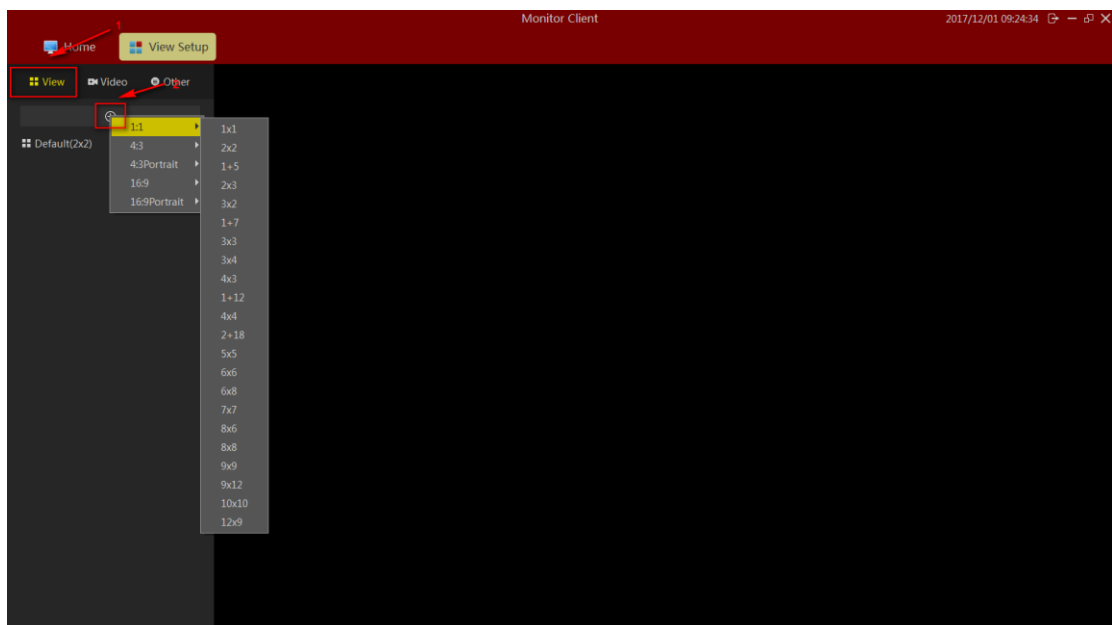 Monitor Client
2017/12/01 09:24:34
1
Home
View Setup
View
Video
Other
2
Default(2x2)
1:1
4:3
4:3Portrait
16:9
16:9Portrait
1x1
2x2
1+5
2x3
3x2
1+7
3x3
3x4
4x3
1+12
4x4
2+18
5x5
6x6
6x8
7x7
8x6
8x8
9x9
9x12
10x10
12x9